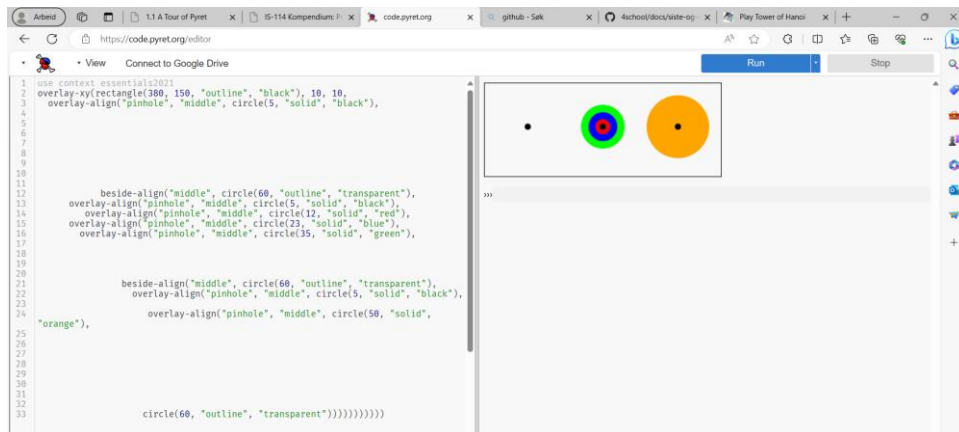 Arbeid
1.1 A Tour of Pyret
IS-114 Kompendium:
code.pyret.org
github - Søk
4school/docs/siste-og-
Play Tower of Hanoi
https://code.pyret.org/editor
View
Connect to Google Drive
Run
Stop
1 use context essentials2021
2 overlay-xy(rectangle(380, 150, "outline", "black"), 10, 10,
3 overlay-align("pinhole", "middle", circle(5, "solid", "black"),
4
5
6
7
8
9
10
11
12 beside-align("middle", circle(60, "outline", "transparent"),
13 overlay-align("pinhole", "middle", circle(5, "solid", "black"),
14 overlay-align("pinhole", "middle", circle(12, "solid", "red"),
15 overlay-align("pinhole", "middle", circle(23, "solid", "blue"),
16 overlay-align("pinhole", "middle", circle(35, "solid", "green"),
17
18
19
20
21 beside-align("middle", circle(60, "outline", "transparent"),
22 overlay-align("pinhole", "middle", circle(5, "solid", "black"),
23
24 overlay-align("pinhole", "middle", circle(50, "solid",
"orange"),
25
26
27
28
29
30
31
32
33 circle(60, "outline", "transparent")))))))))))
›››